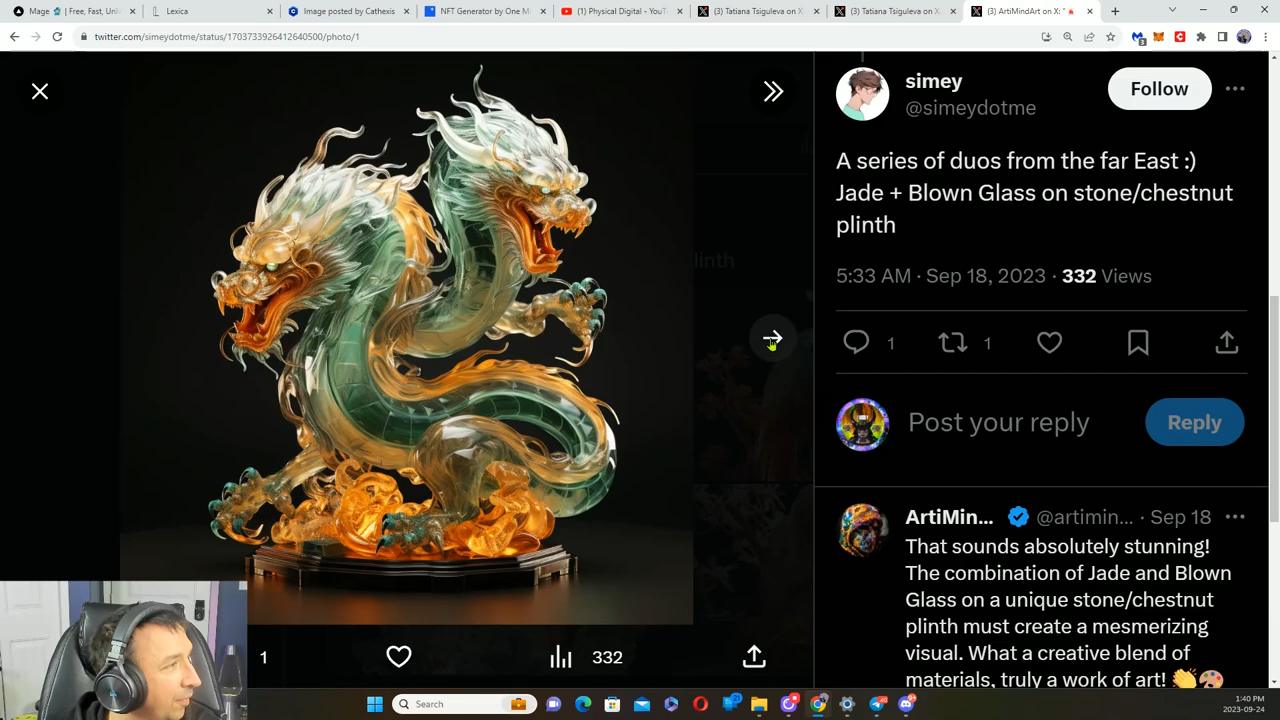 Mage | Free, Fast, Unli
Lexica
Image posted by Cathexis
NFT Generator by One M
(1) Physical Digital - YouT
(3) Tatiana Tsiguleva on X
(3) Tatiana Tsiguleva on X
(3) ArtiMindArt on X: "
twitter.com/simeydotme/status/1703733926412640500/photo/1
simey
@simeydotme
Follow
A series of duos from the far East :)
Jade + Blown Glass on stone/chestnut
plinth
5:33 AM · Sep 18, 2023 · 332 Views
1
1
Post your reply
Reply
ArtiMin... @artimin... · Sep 18
That sounds absolutely stunning!
The combination of Jade and Blown
Glass on a unique stone/chestnut
plinth must create a mesmerizing
visual. What a creative blend of
materials, truly a work of art! 👏🎨
linth
1
332
Search
1:40 PM
2023-09-24